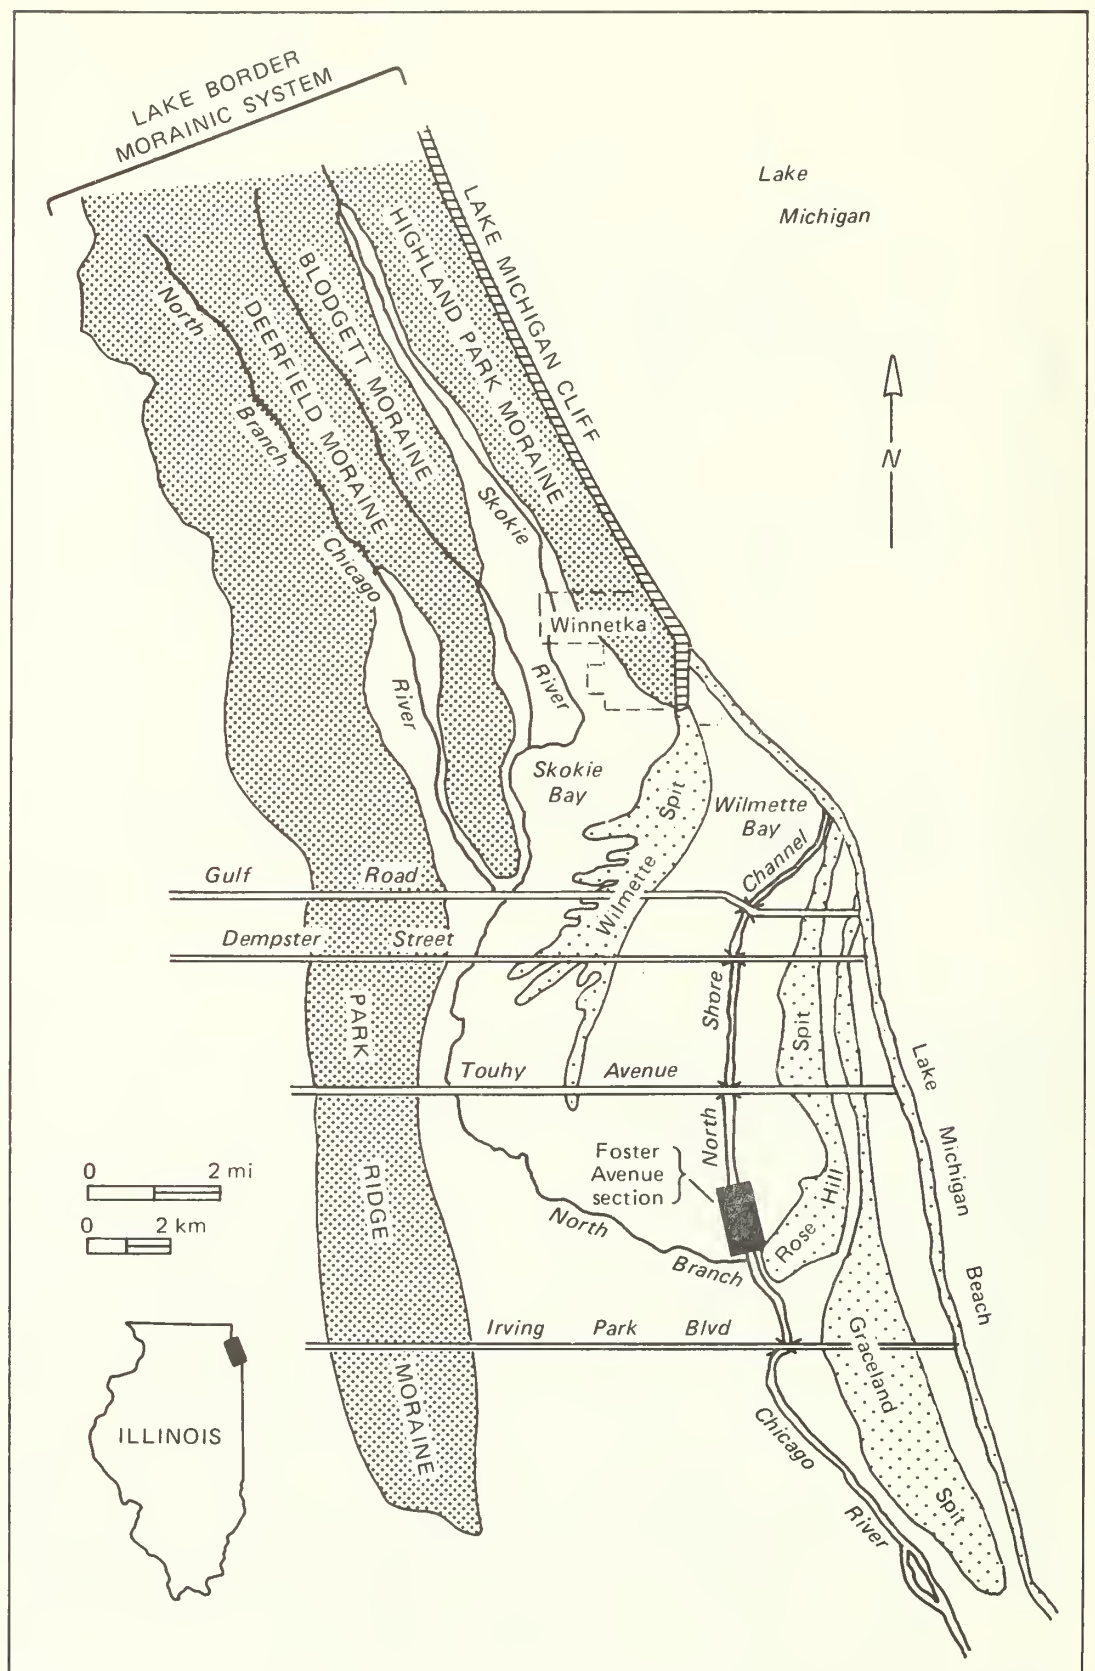 LAKE BORDER
MORAINIC SYSTEM
Lake
Michigan
LAKE MICHIGAN CLIFF
HIGHLAND PARK MORAINE
BLODGETT MORAINE
DEERFIELD MORAINE
North
Branch
Chicago
River
Skokie
River
N
Winnetka
Skokie
Bay
Spit
Wilmette
Wilmette
Bay
Channel
Shore
North
Gulf Road
Dempster Street
Touhy Avenue
PARK
RIDGE
MORAINE
Spit
Hill
Rose
Lake
Michigan
Beach
Foster
Avenue
section
0 2 mi
0 2 km
North
Branch
Irving Park Blvd
Graceland
Spit
Chicago
River
ILLINOIS